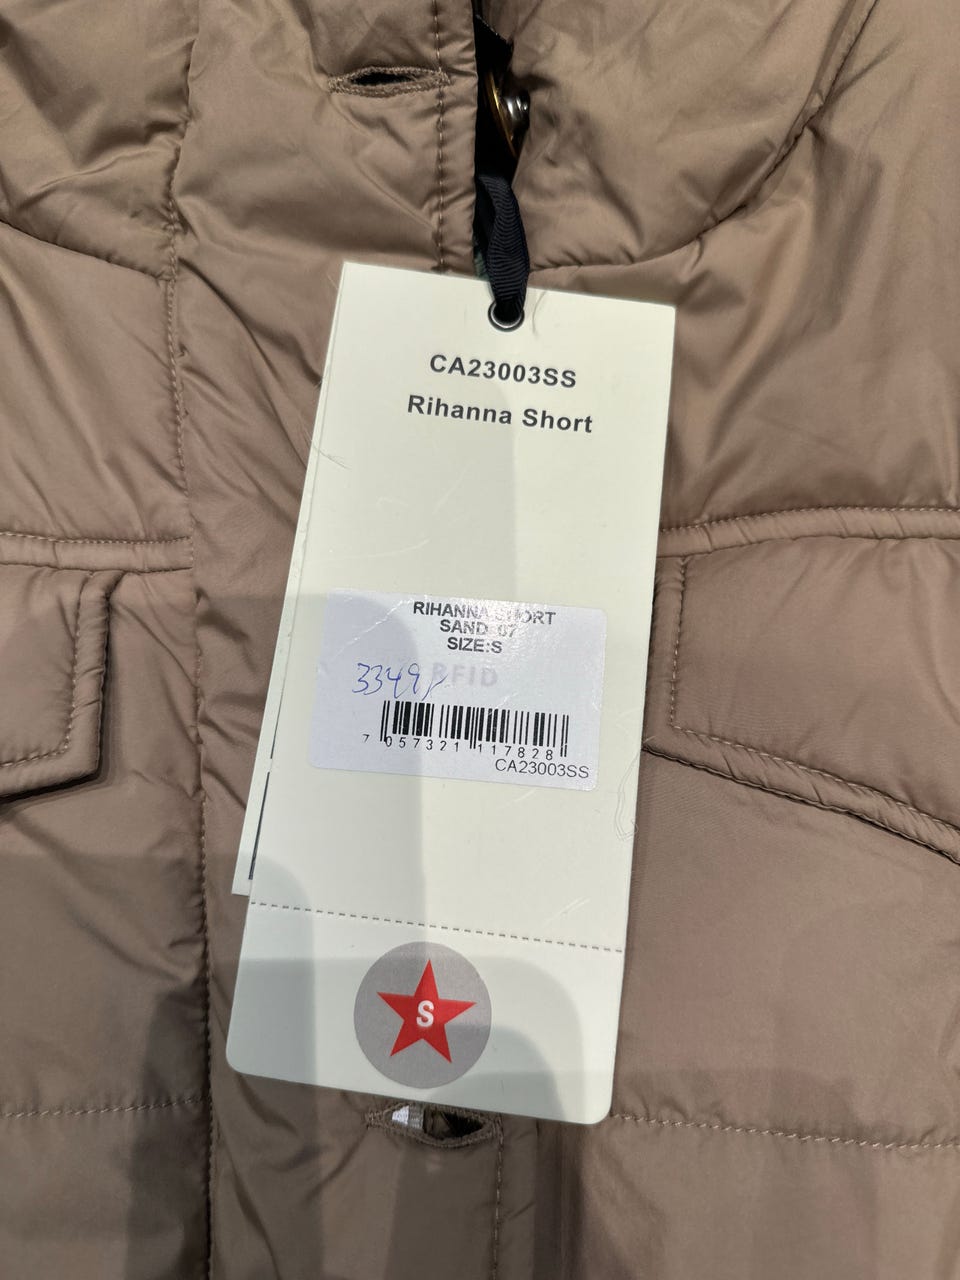 CA23003SS
Rihanna Short
RIHANNA SHORT
SAND 07
SIZE:S
3349,
RFID
7 057321 117828
CA23003SS
S